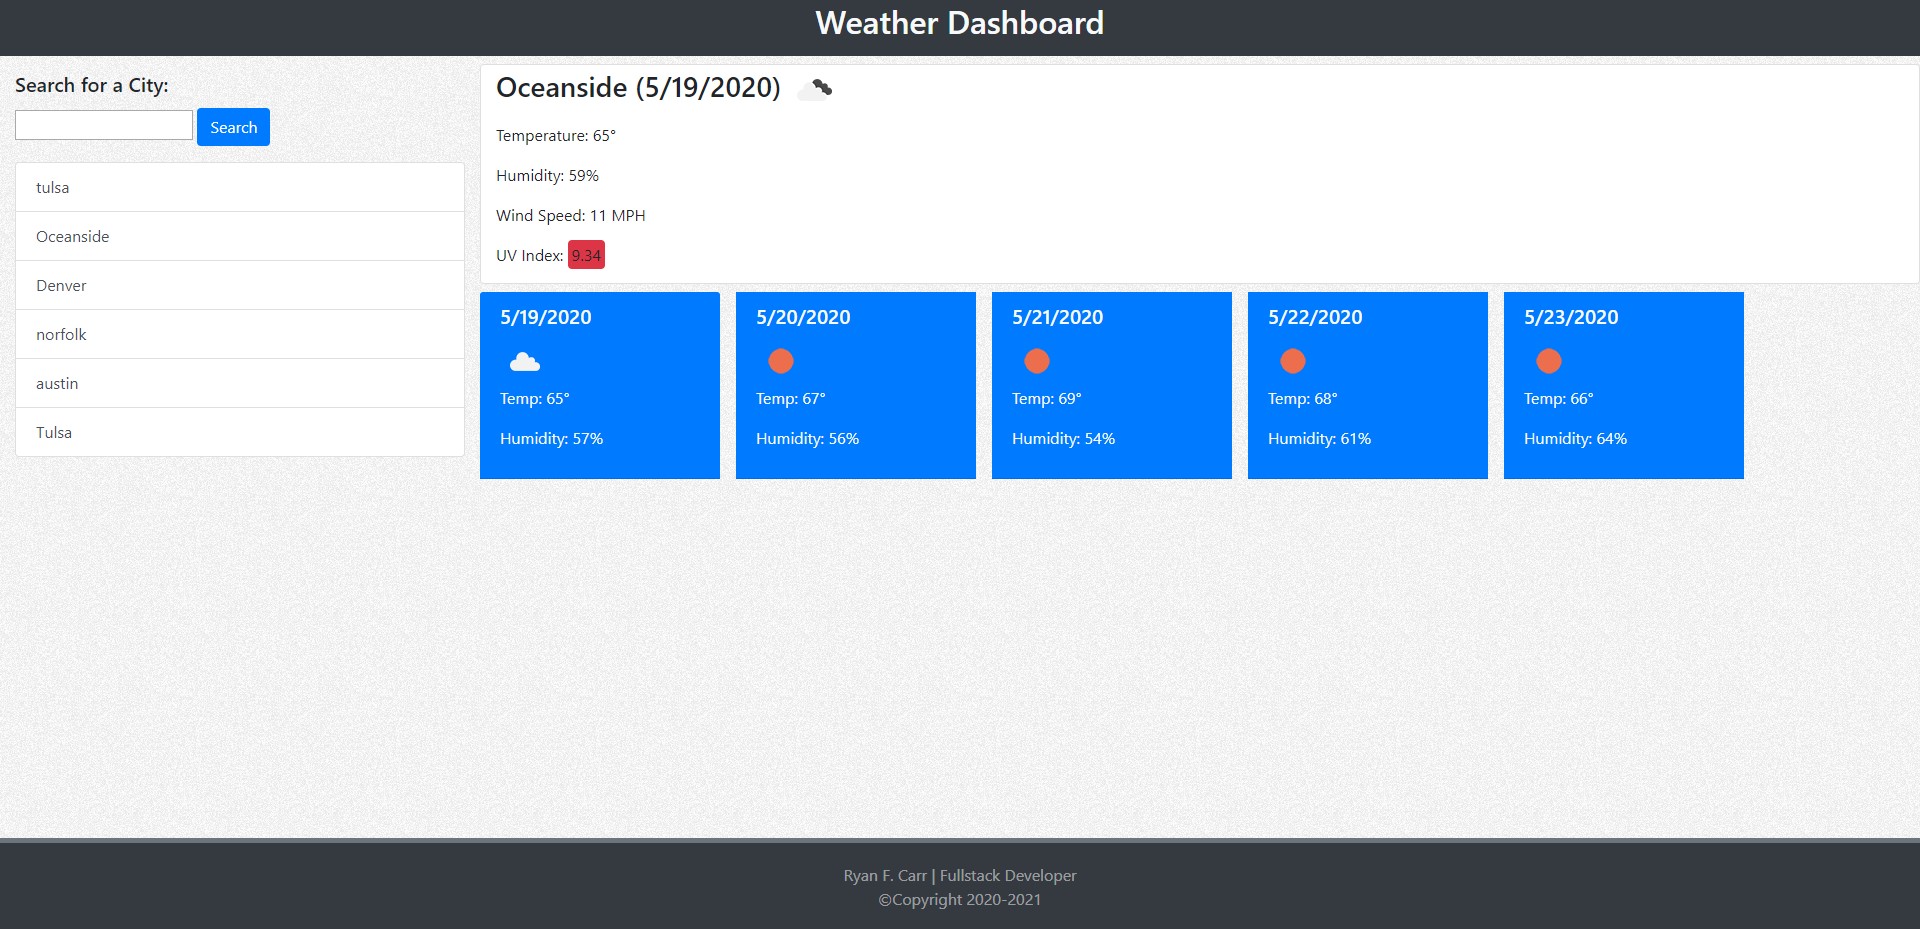 Weather Dashboard
Search for a City:
Search
tulsa
Oceanside
Denver
norfolk
austin
Tulsa
Oceanside (5/19/2020)
Temperature: 65°
Humidity: 59%
Wind Speed: 11 MPH
UV Index: 9.34
5/19/2020
Temp: 65°
Humidity: 57%
5/20/2020
Temp: 67°
Humidity: 56%
5/21/2020
Temp: 69°
Humidity: 54%
5/22/2020
Temp: 68°
Humidity: 61%
5/23/2020
Temp: 66°
Humidity: 64%
Ryan F. Carr | Fullstack Developer
©Copyright 2020-2021